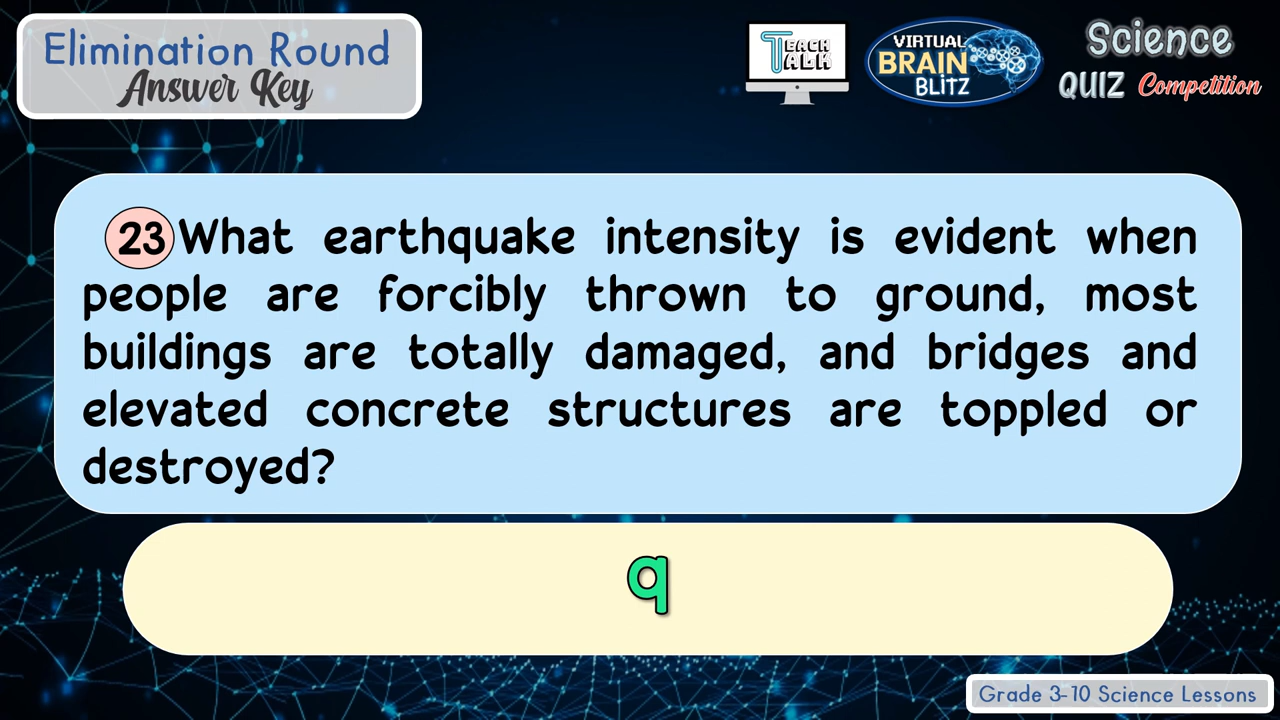 Elimination Round
Answer Key
TEACH
TALK
VIRTUAL
BRAIN
BLITZ
Science
QUIZ Competition
23 What earthquake intensity is evident when
people are forcibly thrown to ground, most
buildings are totally damaged, and bridges and
elevated concrete structures are toppled or
destroyed?
9
Grade 3-10 Science Lessons